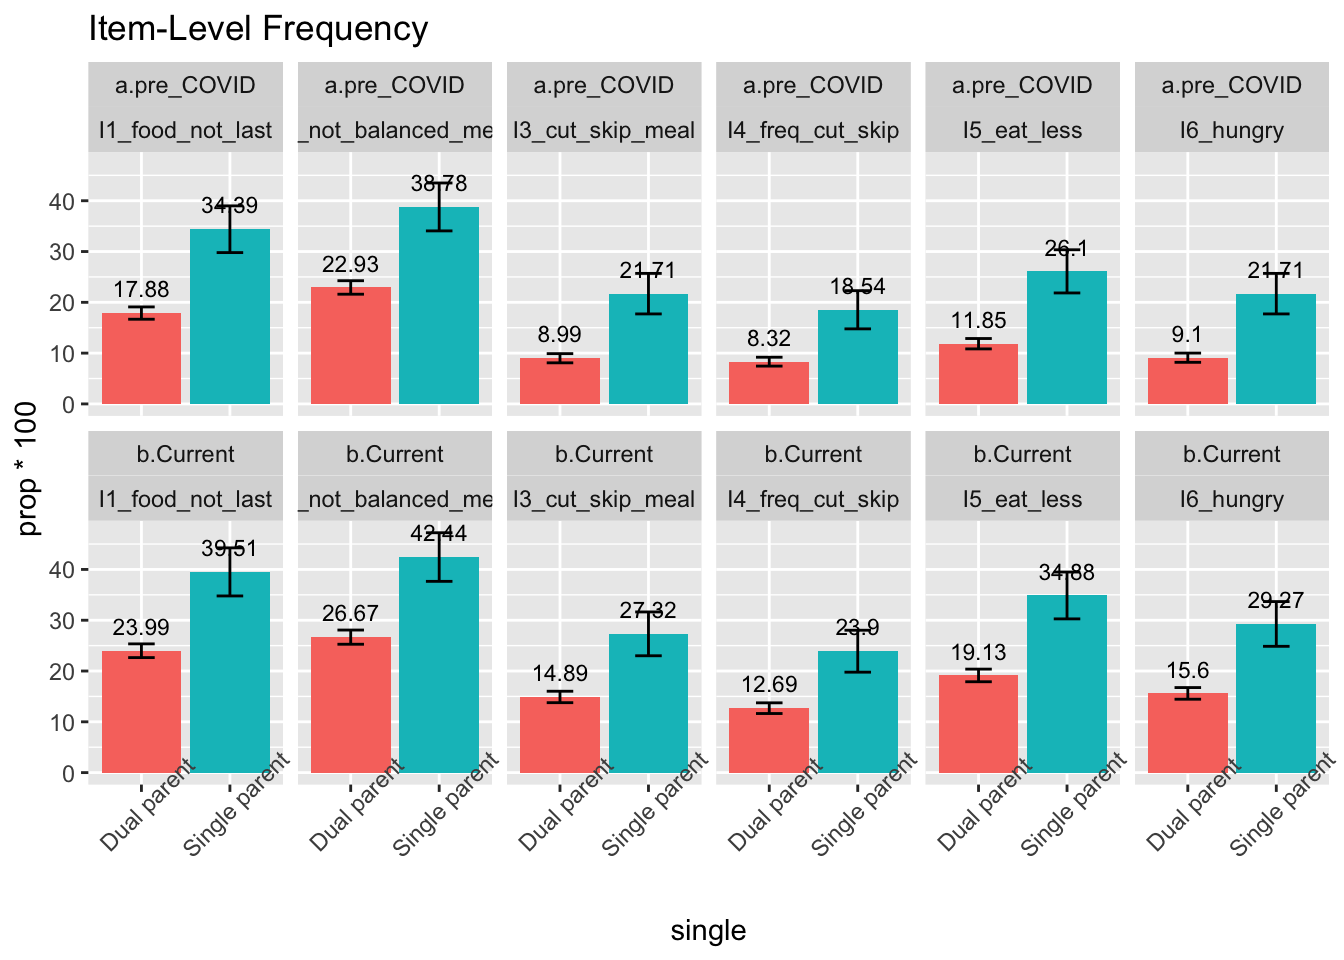 Item-Level Frequency
a.pre_COVID a.pre_COVID a.pre_COVID a.pre_COVID a.pre_COVID a.pre_COVID
I1_food_not_last _not_balanced_me I3_cut_skip_meal I4_freq_cut_skip I5_eat_less I6_hungry
17.88 34.39 22.93 38.78 8.99 21.71 8.32 18.54 11.85 26.1 9.1 21.71
40
30
20
10
0
prop * 100
b.Current b.Current b.Current b.Current b.Current b.Current
I1_food_not_last _not_balanced_me I3_cut_skip_meal I4_freq_cut_skip I5_eat_less I6_hungry
23.99 39.51 26.67 42.44 14.89 27.32 12.69 23.9 19.13 34.88 15.6 29.27
40
30
20
10
0
Dual parent Single parent Dual parent Single parent Dual parent Single parent Dual parent Single parent Dual parent Single parent Dual parent Single parent
single